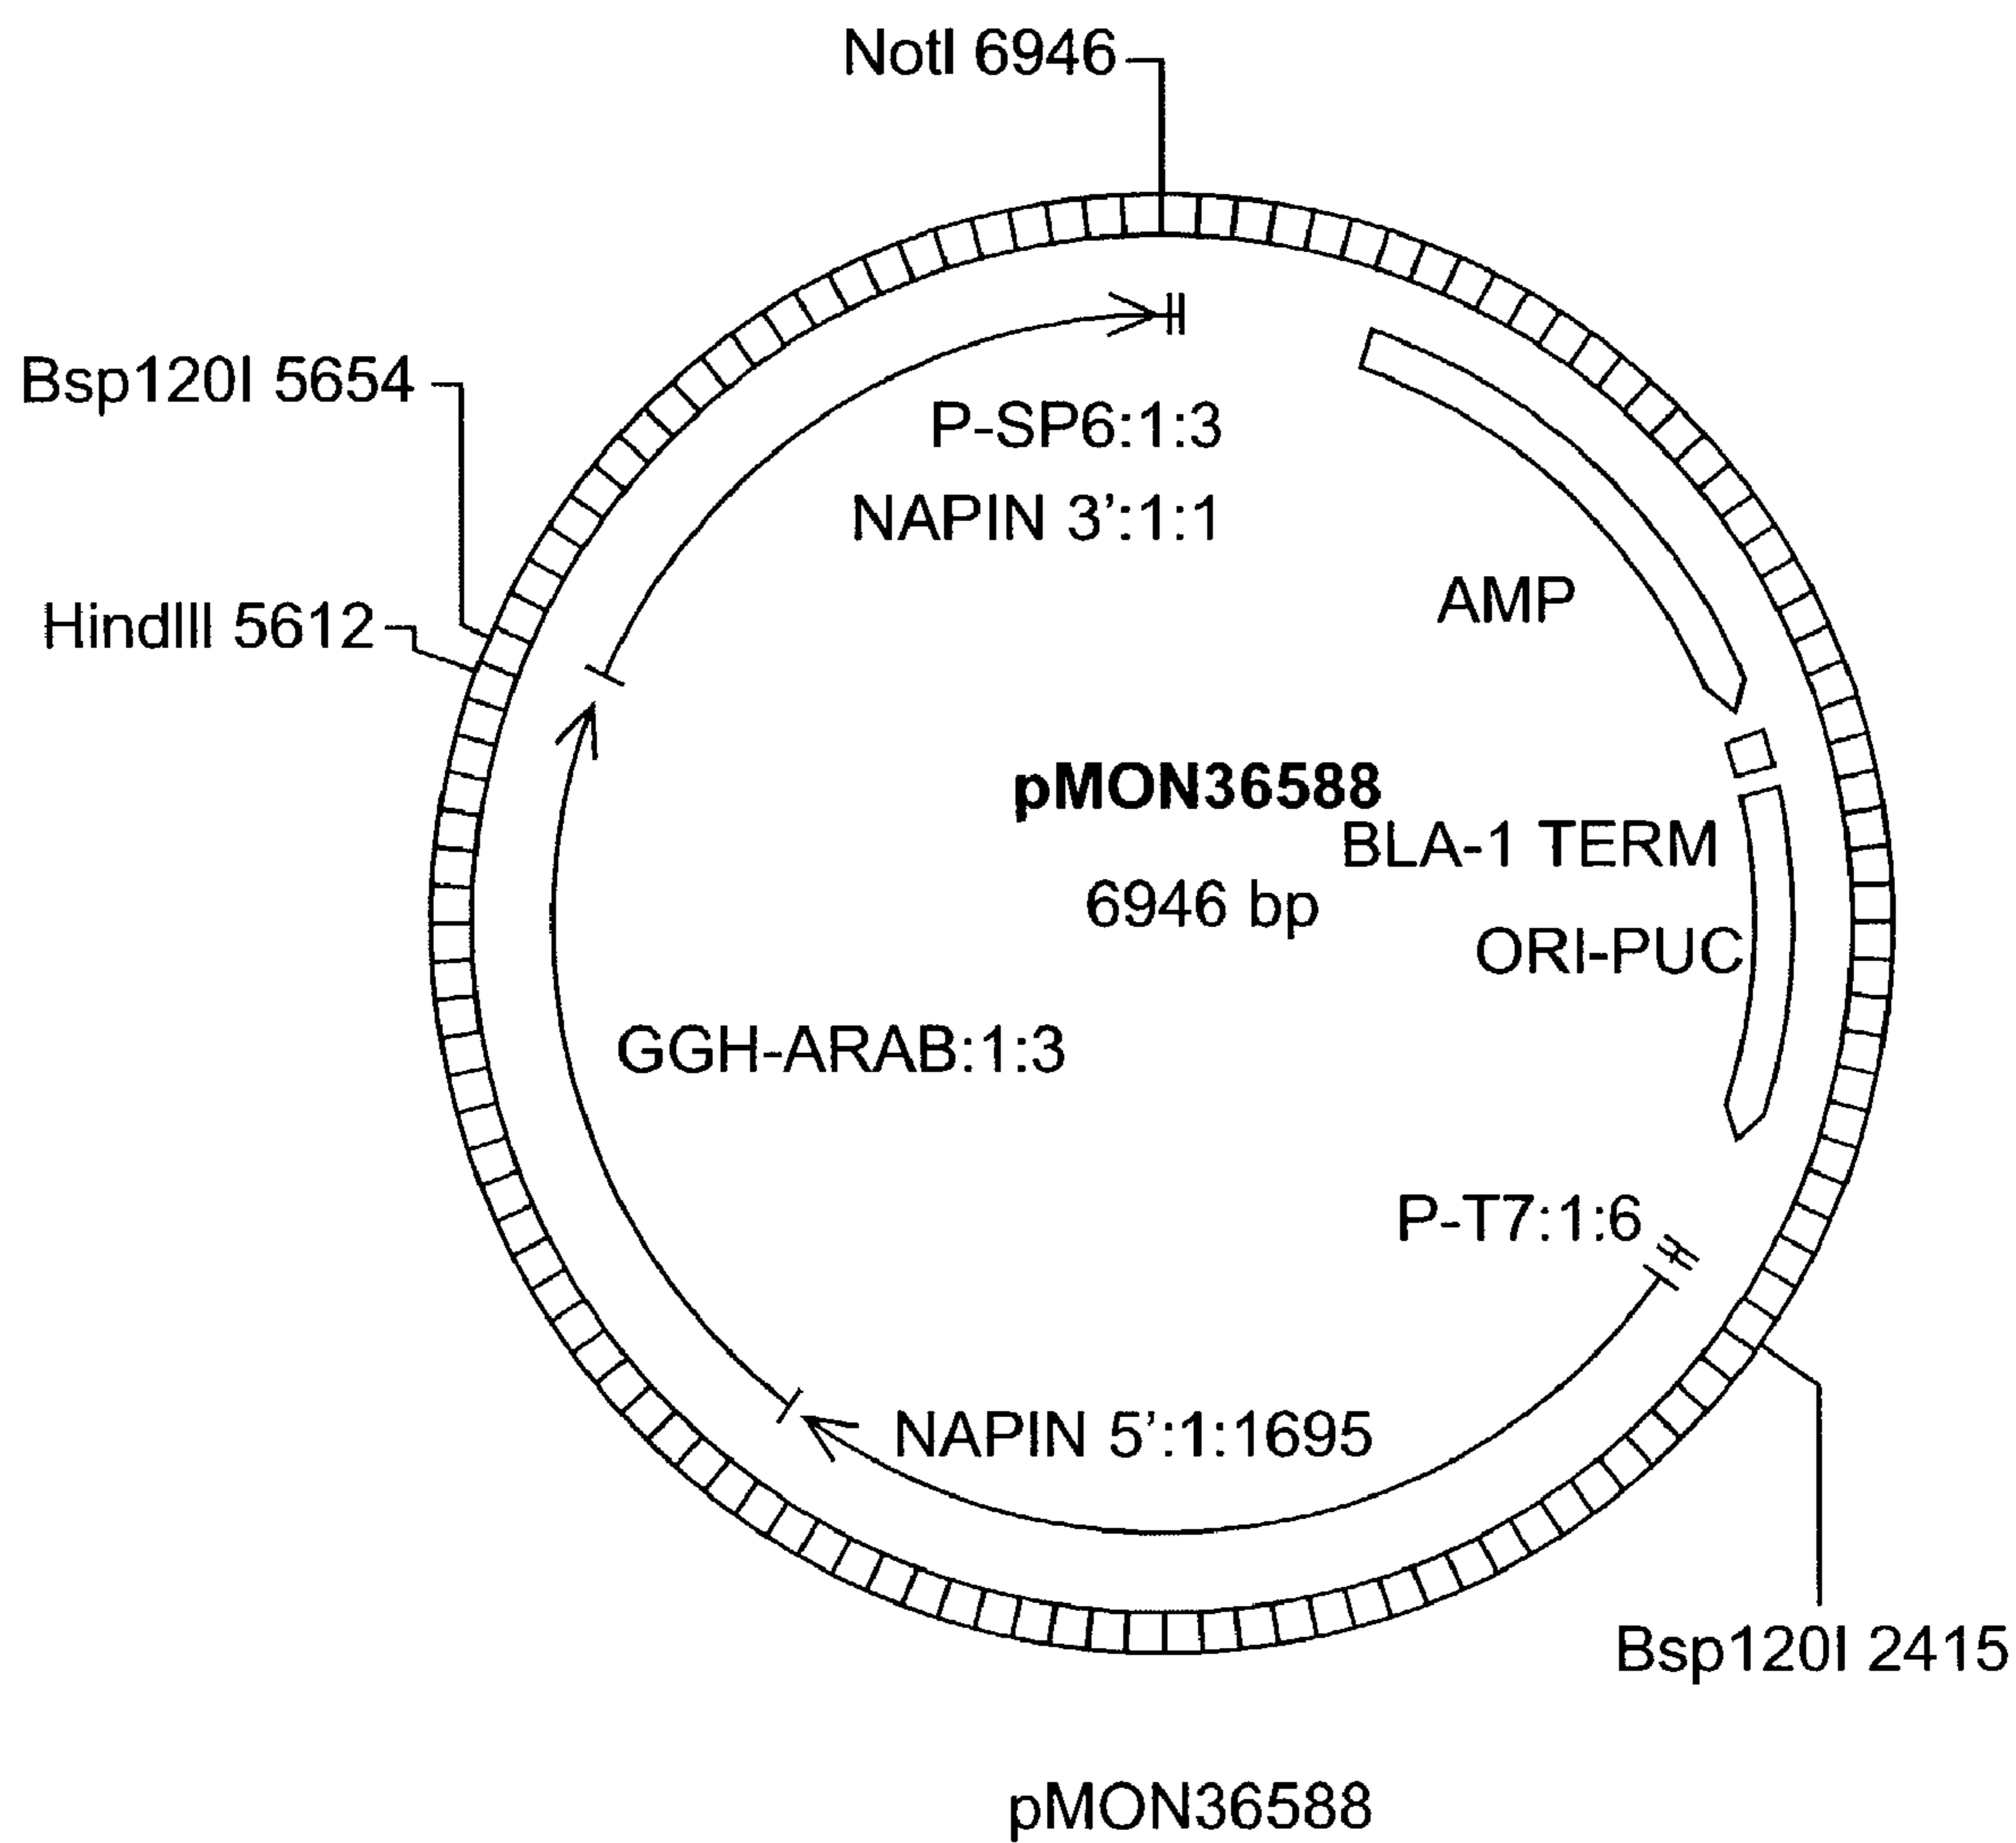 NotI 6946
Bsp120I 5654
P-SP6:1:3
NAPIN 3':1:1
AMP
HindIII 5612
pMON36588
BLA-1 TERM
6946 bp
ORI-PUC
GGH-ARAB:1:3
P-T7:1:6
NAPIN 5':1:1695
Bsp120I 2415
pMON36588